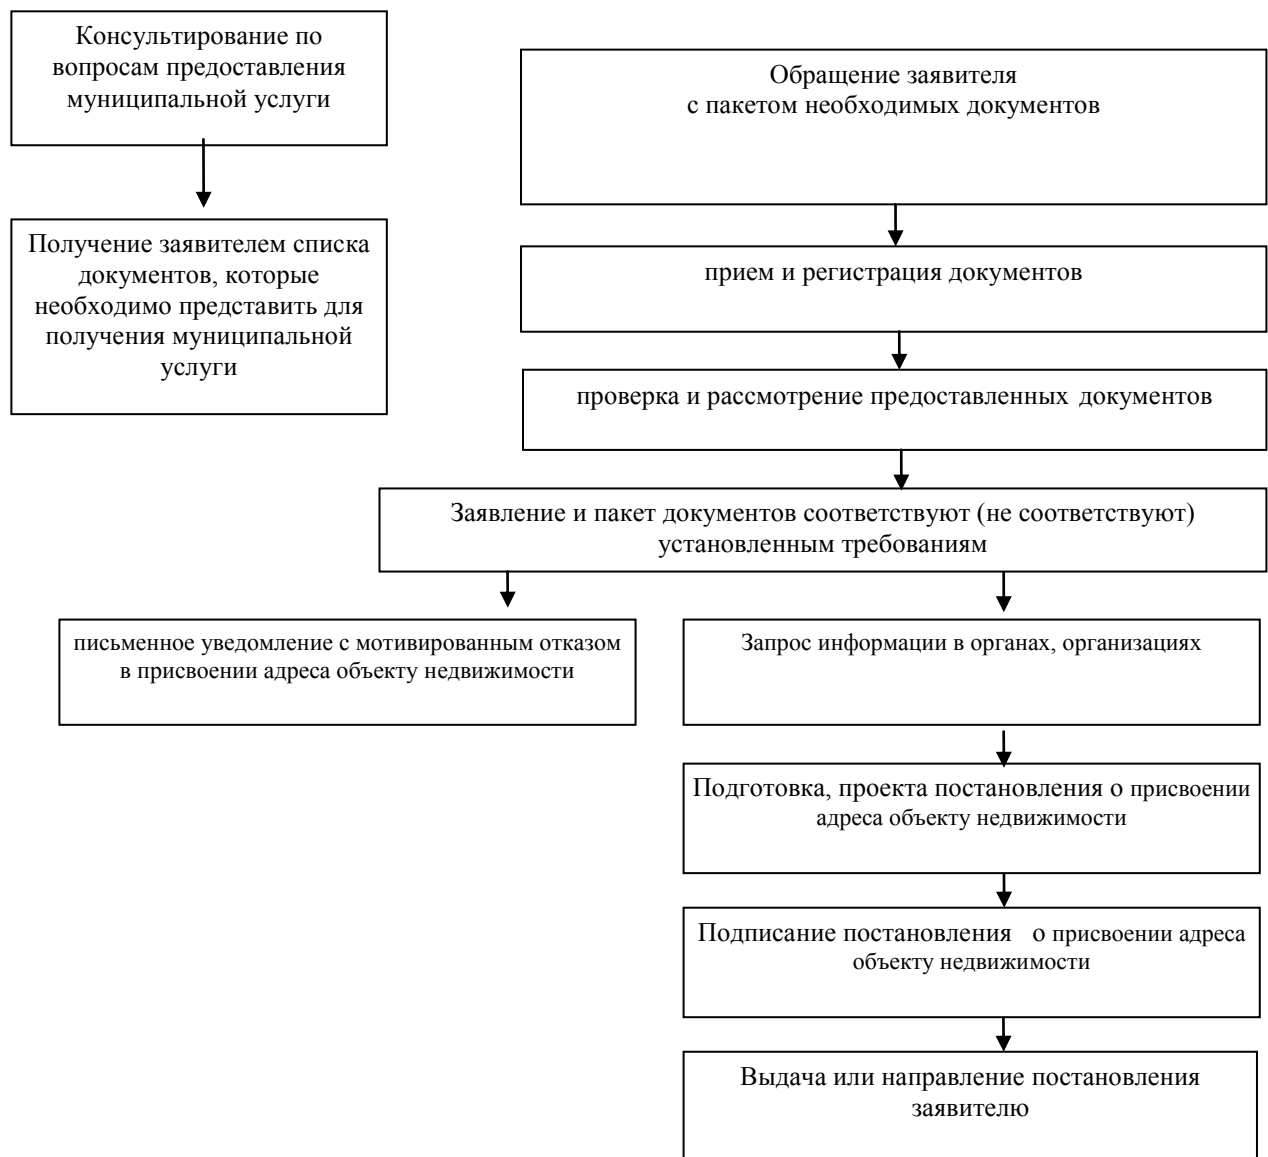 Консультирование по
вопросам предоставления
муниципальной услуги
Получение заявителем списка
документов, которые
необходимо представить для
получения муниципальной
услуги
Обращение заявителя
с пакетом необходимых документов
прием и регистрация документов
проверка и рассмотрение предоставленных документов
Заявление и пакет документов соответствуют (не соответствуют)
установленным требованиям
письменное уведомление с мотивированным отказом
в присвоении адреса объекту недвижимости
Запрос информации в органах, организациях
Подготовка, проекта постановления о присвоении
адреса объекту недвижимости
Подписание постановления о присвоении адреса
объекту недвижимости
Выдача или направление постановления
заявителю